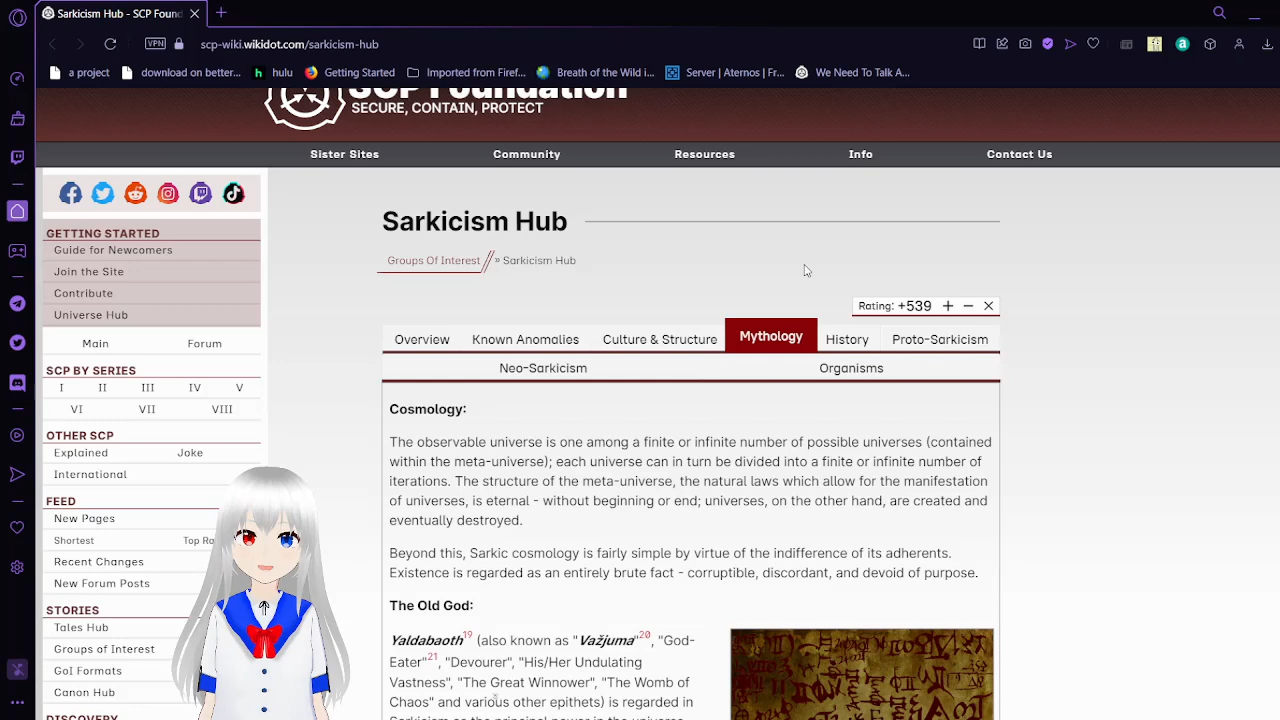 Sarkicism Hub - SCP Found
VPN
scp-wiki.wikidot.com/sarkicism-hub
a project
download on better...
hulu
Getting Started
Imported from Firef...
Breath of the Wild i...
Server | Aternos | Fr...
We Need To Talk A...
SCP Foundation
SECURE, CONTAIN, PROTECT
Sister Sites
Community
Resources
Info
Contact Us
GETTING STARTED
Guide for Newcomers
Join the Site
Contribute
Universe Hub
Main
Forum
SCP BY SERIES
I II III IV V
VI VII VIII
OTHER SCP
Explained
Joke
International
FEED
New Pages
Shortest
Top Ra
Recent Changes
New Forum Posts
STORIES
Tales Hub
Groups of Interest
GoI Formats
Canon Hub
DISCOVERY
Sarkicism Hub
Groups Of Interest » Sarkicism Hub
Rating: +539 + − X
Overview
Known Anomalies
Culture & Structure
Mythology
History
Proto-Sarkicism
Neo-Sarkicism
Organisms
Cosmology:
The observable universe is one among a finite or infinite number of possible universes (contained
within the meta-universe); each universe can in turn be divided into a finite or infinite number of
iterations. The structure of the meta-universe, the natural laws which allow for the manifestation
of universes, is eternal - without beginning or end; universes, on the other hand, are created and
eventually destroyed.
Beyond this, Sarkic cosmology is fairly simple by virtue of the indifference of its adherents.
Existence is regarded as an entirely brute fact - corruptible, discordant, and devoid of purpose.
The Old God:
Yaldabaoth19 (also known as "Važjuma"20, "God-
Eater"21, "Devourer", "His/Her Undulating
Vastness", "The Great Winnower", "The Womb of
Chaos" and various other epithets) is regarded in
Sarkicism as the principal power in the universe